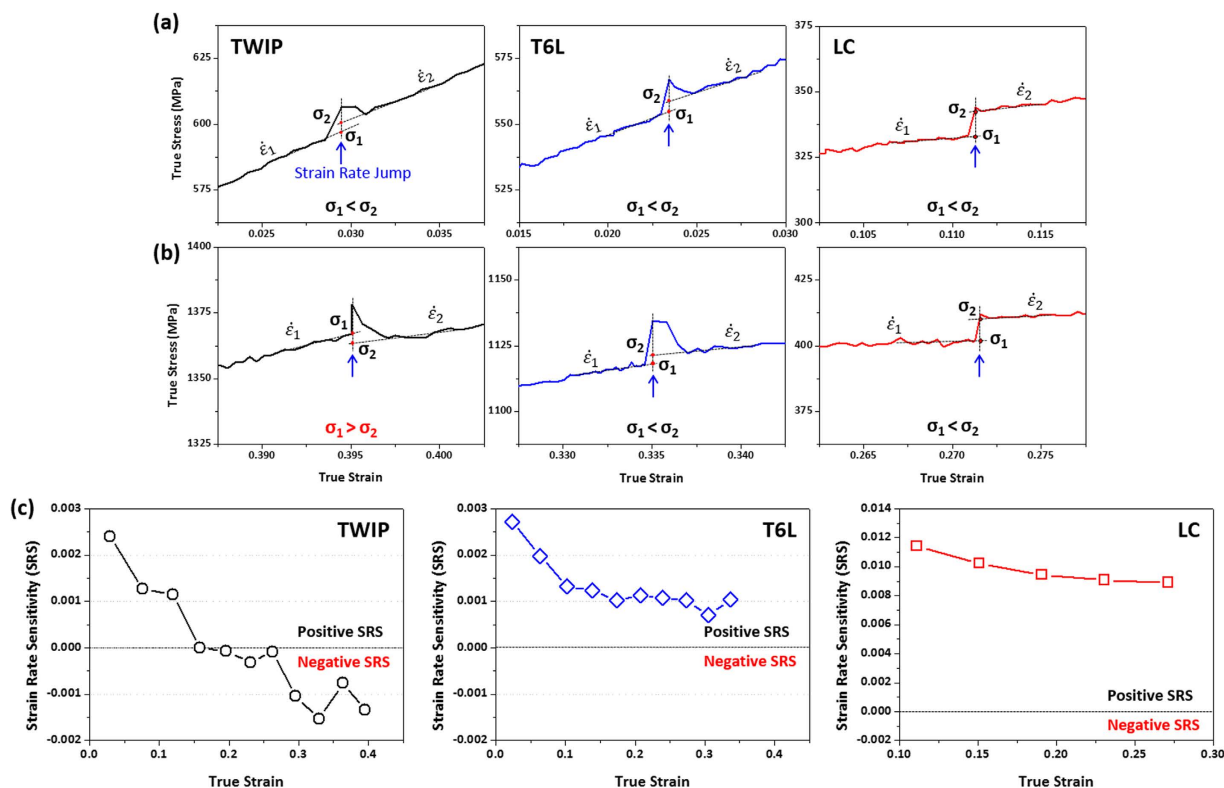 (a)
TWIP
625
600
575
True Stress (MPa)
ε̇1
ε̇2
σ2
σ1
Strain Rate Jump
σ1 < σ2
0.025 0.030 0.035
T6L
575
550
525
ε̇1
ε̇2
σ2
σ1
σ1 < σ2
0.015 0.020 0.025 0.030
LC
375
350
325
300
ε̇1
ε̇2
σ2
σ1
σ1 < σ2
0.105 0.111 0.115
(b)
1400
1375
1350
1325
True Stress (MPa)
ε̇1
ε̇2
σ1
σ2
σ1 > σ2
0.390 0.395 0.400
True Strain
1150
1125
1100
ε̇1
ε̇2
σ2
σ1
σ1 < σ2
0.330 0.335 0.340
True Strain
425
400
375
ε̇1
ε̇2
σ2
σ1
σ1 < σ2
0.265 0.271 0.275
True Strain
(c)
TWIP
0.003
0.002
0.001
0.000
-0.001
-0.002
Strain Rate Sensitivity (SRS)
Positive SRS
Negative SRS
0.0 0.1 0.2 0.3 0.4
True Strain
T6L
0.003
0.002
0.001
0.000
-0.001
-0.002
Strain Rate Sensitivity (SRS)
Positive SRS
Negative SRS
0.0 0.1 0.2 0.3 0.4
True Strain
LC
0.014
0.012
0.010
0.008
0.006
0.004
0.002
0.000
-0.002
Strain Rate Sensitivity (SRS)
Positive SRS
Negative SRS
0.10 0.15 0.20 0.25 0.30
True Strain